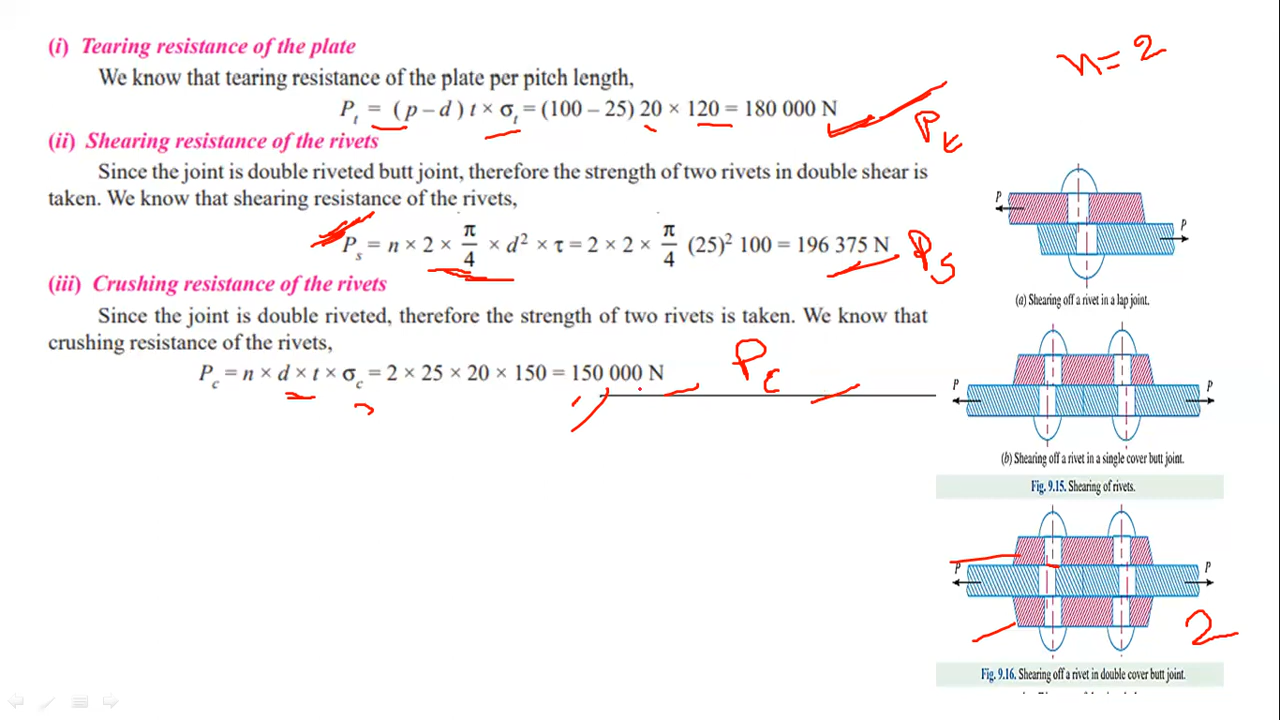 (i) Tearing resistance of the plate
We know that tearing resistance of the plate per pitch length,
Pt = (p – d) t × σt = (100 – 25) 20 × 120 = 180 000 N
(ii) Shearing resistance of the rivets
Since the joint is double riveted butt joint, therefore the strength of two rivets in double shear is
taken. We know that shearing resistance of the rivets,
Ps = n × 2 × π/4 × d² × τ = 2 × 2 × π/4 (25)² 100 = 196 375 N
(iii) Crushing resistance of the rivets
Since the joint is double riveted, therefore the strength of two rivets is taken. We know that
crushing resistance of the rivets,
Pc = n × d × t × σc = 2 × 25 × 20 × 150 = 150 000 N
n = 2
Pt
Ps
Pc
P
P
(a) Shearing off a rivet in a lap joint.
P
P
(b) Shearing off a rivet in a single cover butt joint.
Fig. 9.15. Shearing of rivets.
P
P
2
Fig. 9.16. Shearing off a rivet in double cover butt joint.